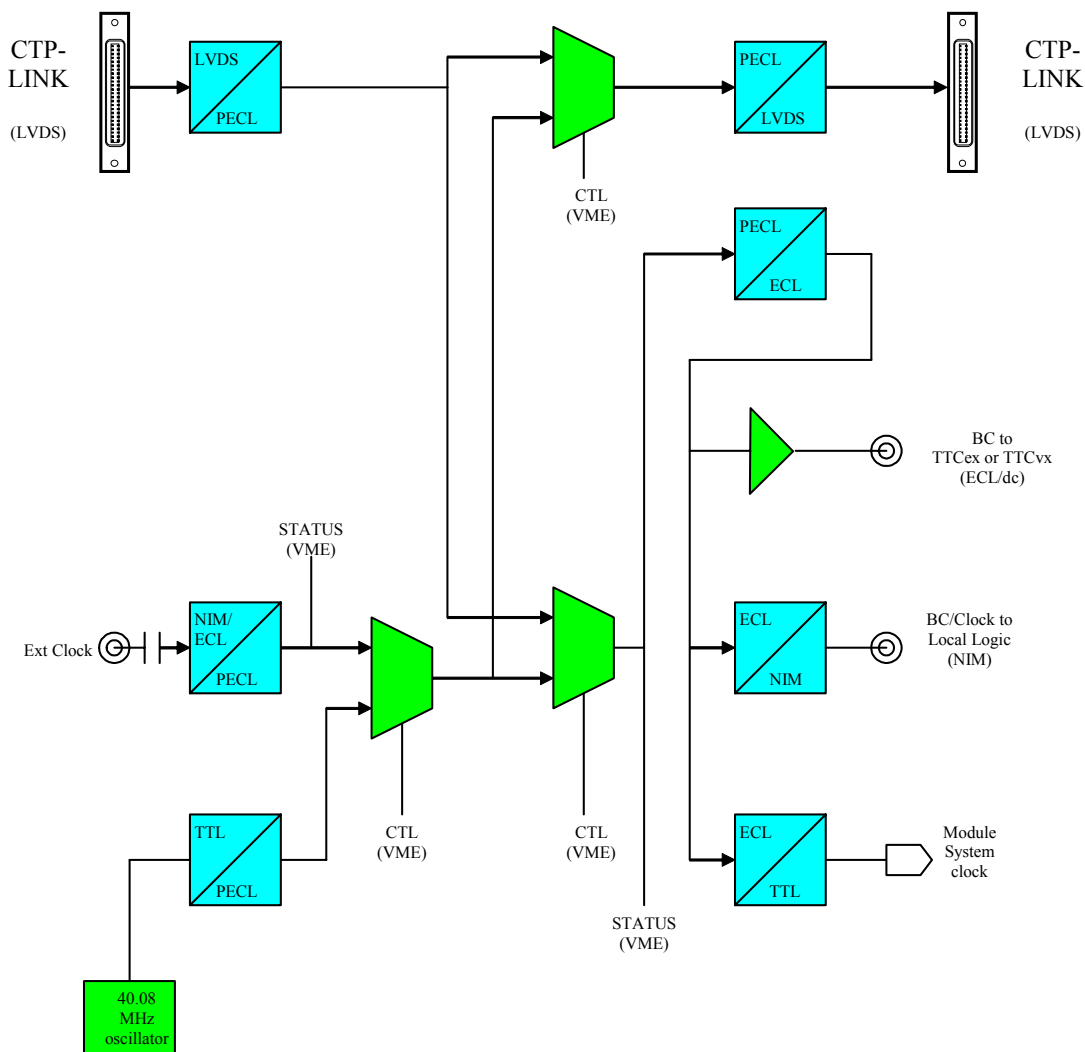 CTP-
LINK
(LVDS)
LVDS
PECL
PECL
LVDS
CTP-
LINK
(LVDS)
CTL
(VME)
PECL
ECL
BC to
TTCex or TTCvx
(ECL/dc)
STATUS
(VME)
Ext Clock
NIM/
ECL
PECL
ECL
NIM
BC/Clock to
Local Logic
(NIM)
TTL
PECL
CTL
(VME)
CTL
(VME)
ECL
TTL
Module
System
clock
STATUS
(VME)
40.08
MHz
oscillator